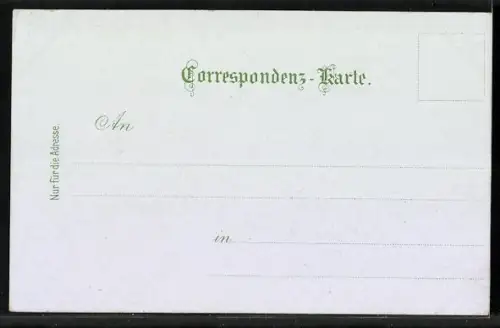 Correspondenz-Karte.
An
in
Nur für die Adresse.